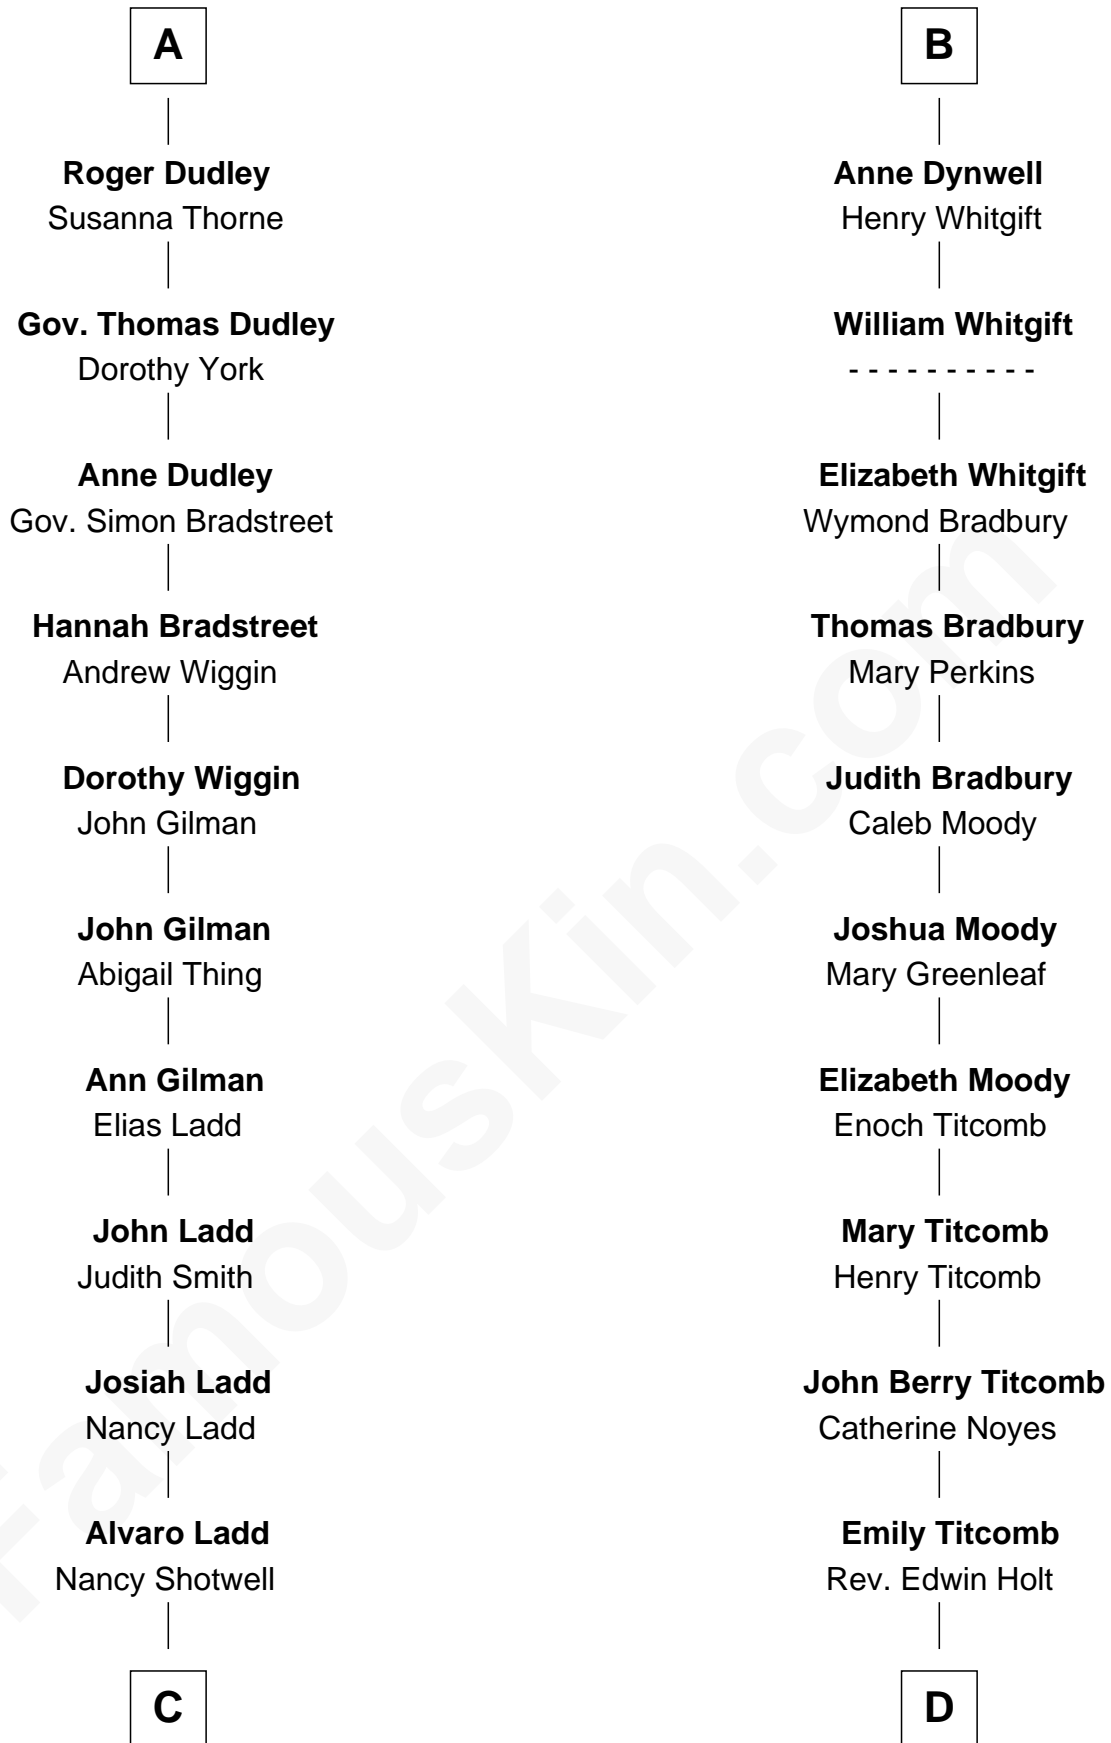 A
Roger Dudley
Susanna Thorne
Gov. Thomas Dudley
Dorothy York
Anne Dudley
Gov. Simon Bradstreet
Hannah Bradstreet
Andrew Wiggin
Dorothy Wiggin
John Gilman
John Gilman
Abigail Thing
Ann Gilman
Elias Ladd
John Ladd
Judith Smith
Josiah Ladd
Nancy Ladd
Alvaro Ladd
Nancy Shotwell
C
B
Anne Dynwell
Henry Whitgift
William Whitgift
- - - - - - - - - -
Elizabeth Whitgift
Wymond Bradbury
Thomas Bradbury
Mary Perkins
Judith Bradbury
Caleb Moody
Joshua Moody
Mary Greenleaf
Elizabeth Moody
Enoch Titcomb
Mary Titcomb
Henry Titcomb
John Berry Titcomb
Catherine Noyes
Emily Titcomb
Rev. Edwin Holt
D
FamousKin.com